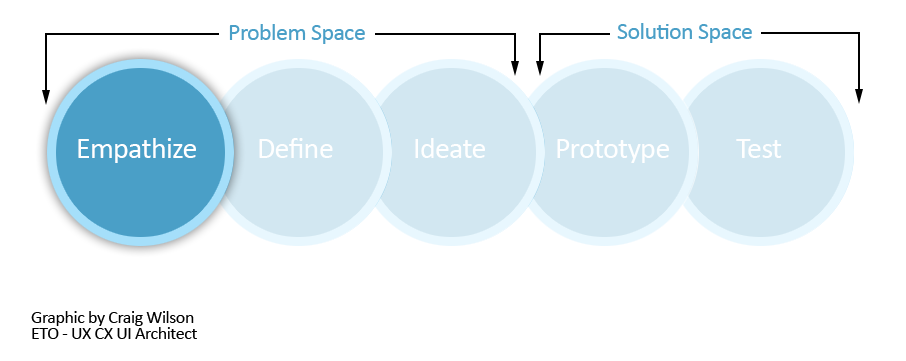 Problem Space
Solution Space
Empathize
Define
Ideate
Prototype
Test
Graphic by Craig Wilson
ETO - UX CX UI Architect